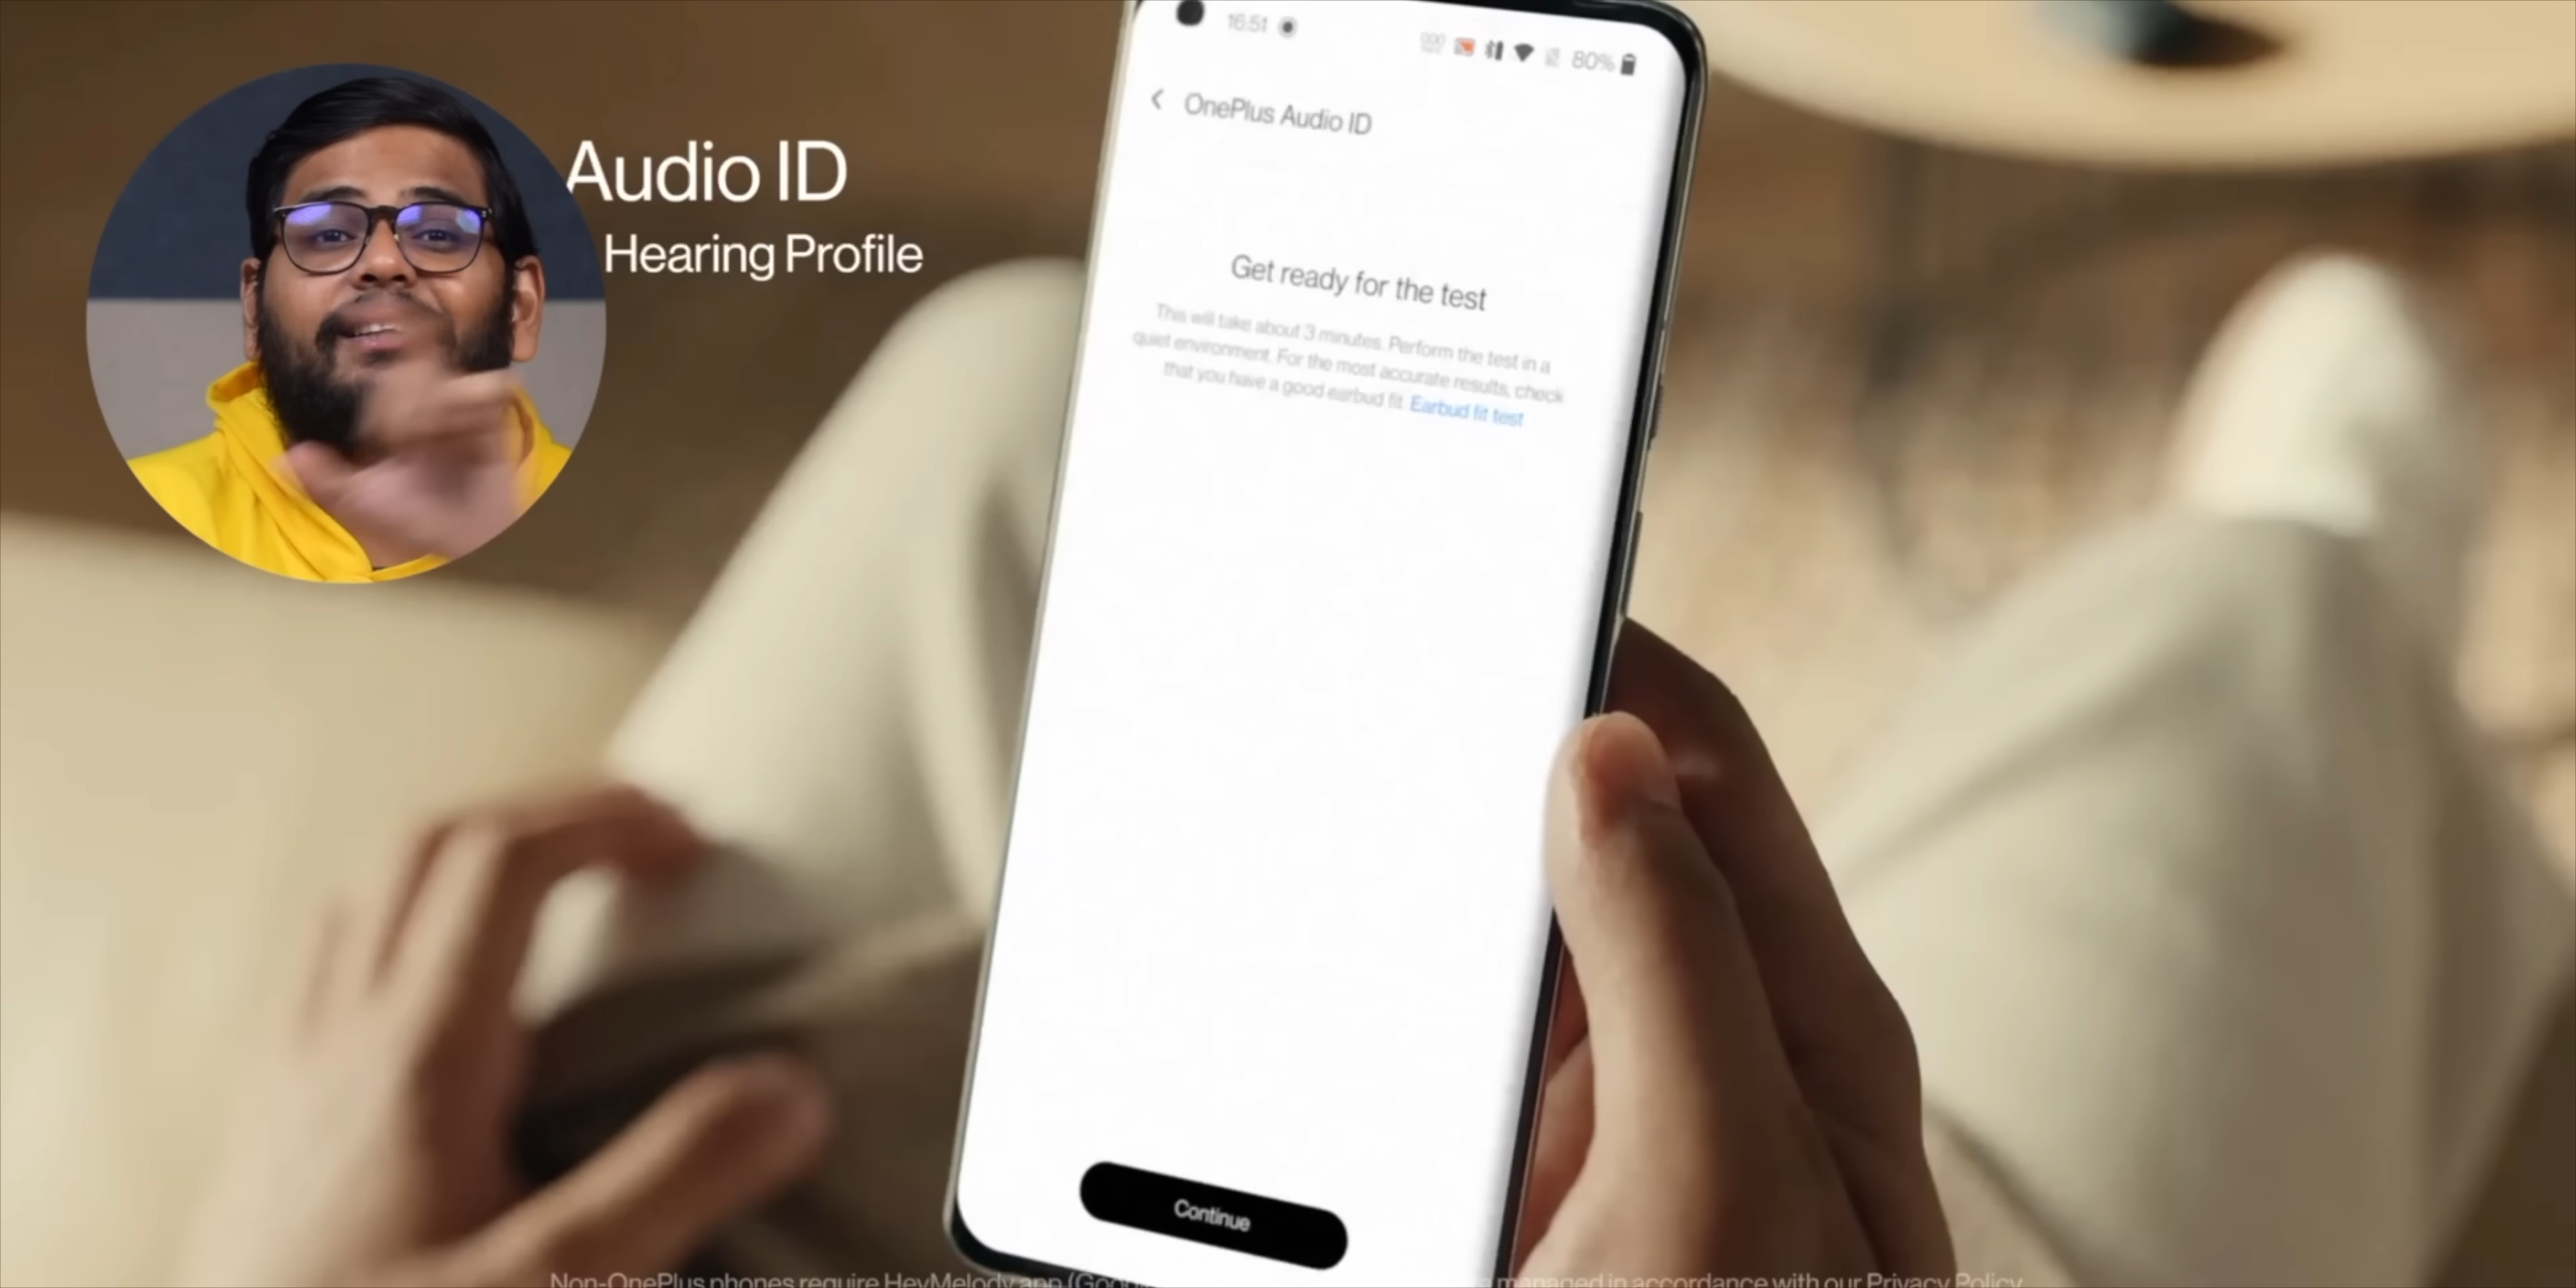 Audio ID
Hearing Profile
16:51
80%
OnePlus Audio ID
Get ready for the test
This will take about 3 minutes. Perform the test in a
quiet environment. For the most accurate results, check
that you have a good earbud fit. Earbud fit test
Continue
Non-OnePlus phones require HeyMelody app (Goo
managed in accordance with our Privacy Policy